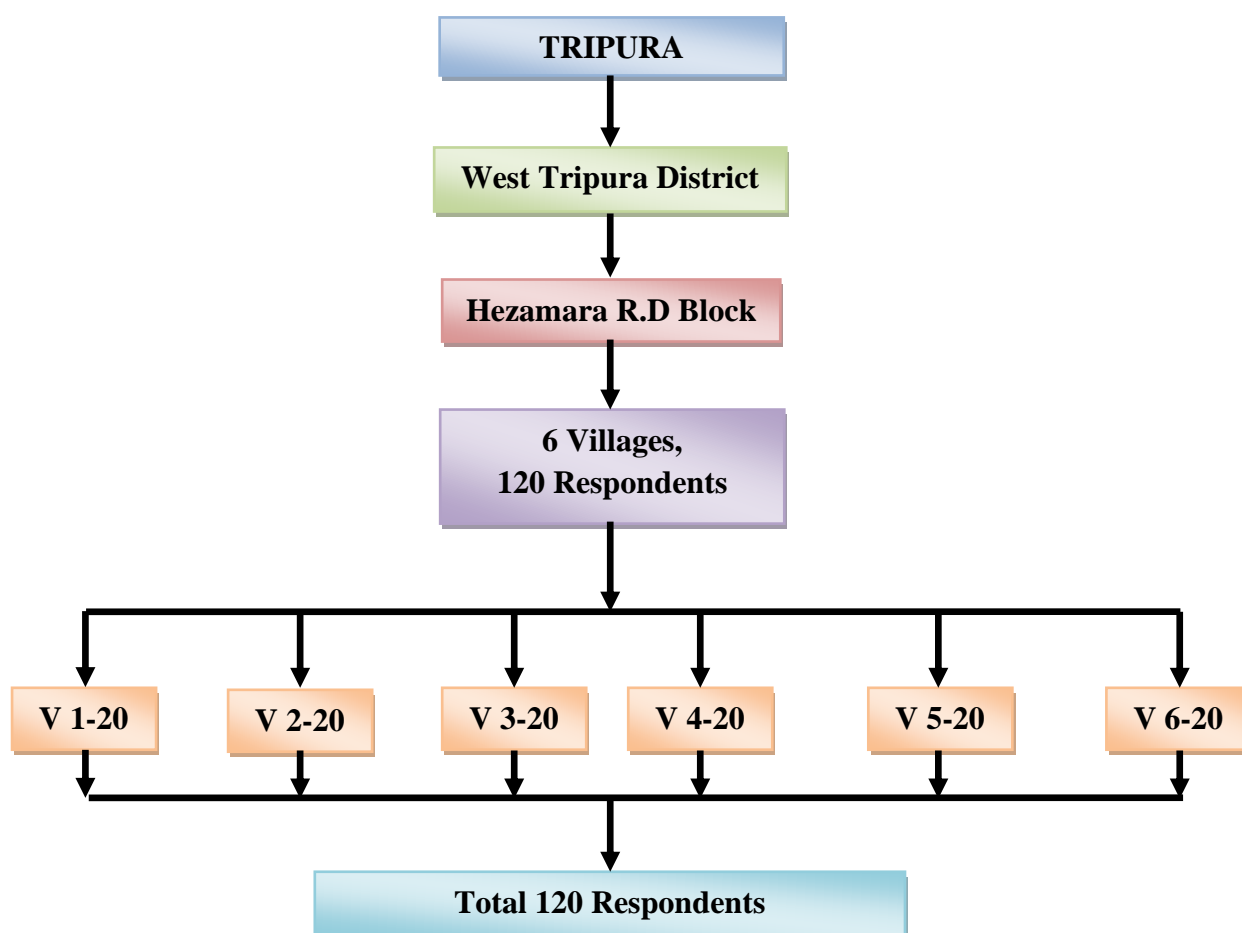 TRIPURA
West Tripura District
Hezamara R.D Block
6 Villages,
120 Respondents
V 1-20
V 2-20
V 3-20
V 4-20
V 5-20
V 6-20
Total 120 Respondents